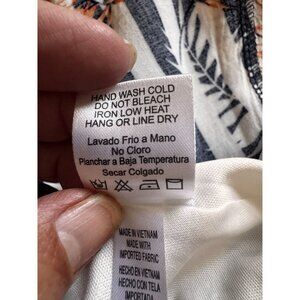 HAND WASH COLD
DO NOT BLEACH
IRON LOW HEAT
HANG OR LINE DRY
Lavado Frio a Mano
No Cloro
Planchar a Baja Temperatura
Secar Colgado
MADE IN VIETNAM
MADE WITH
IMPORTED FABRIC
HECHO EN VIETNAM
HECHO CON TELA
IMPORTADA